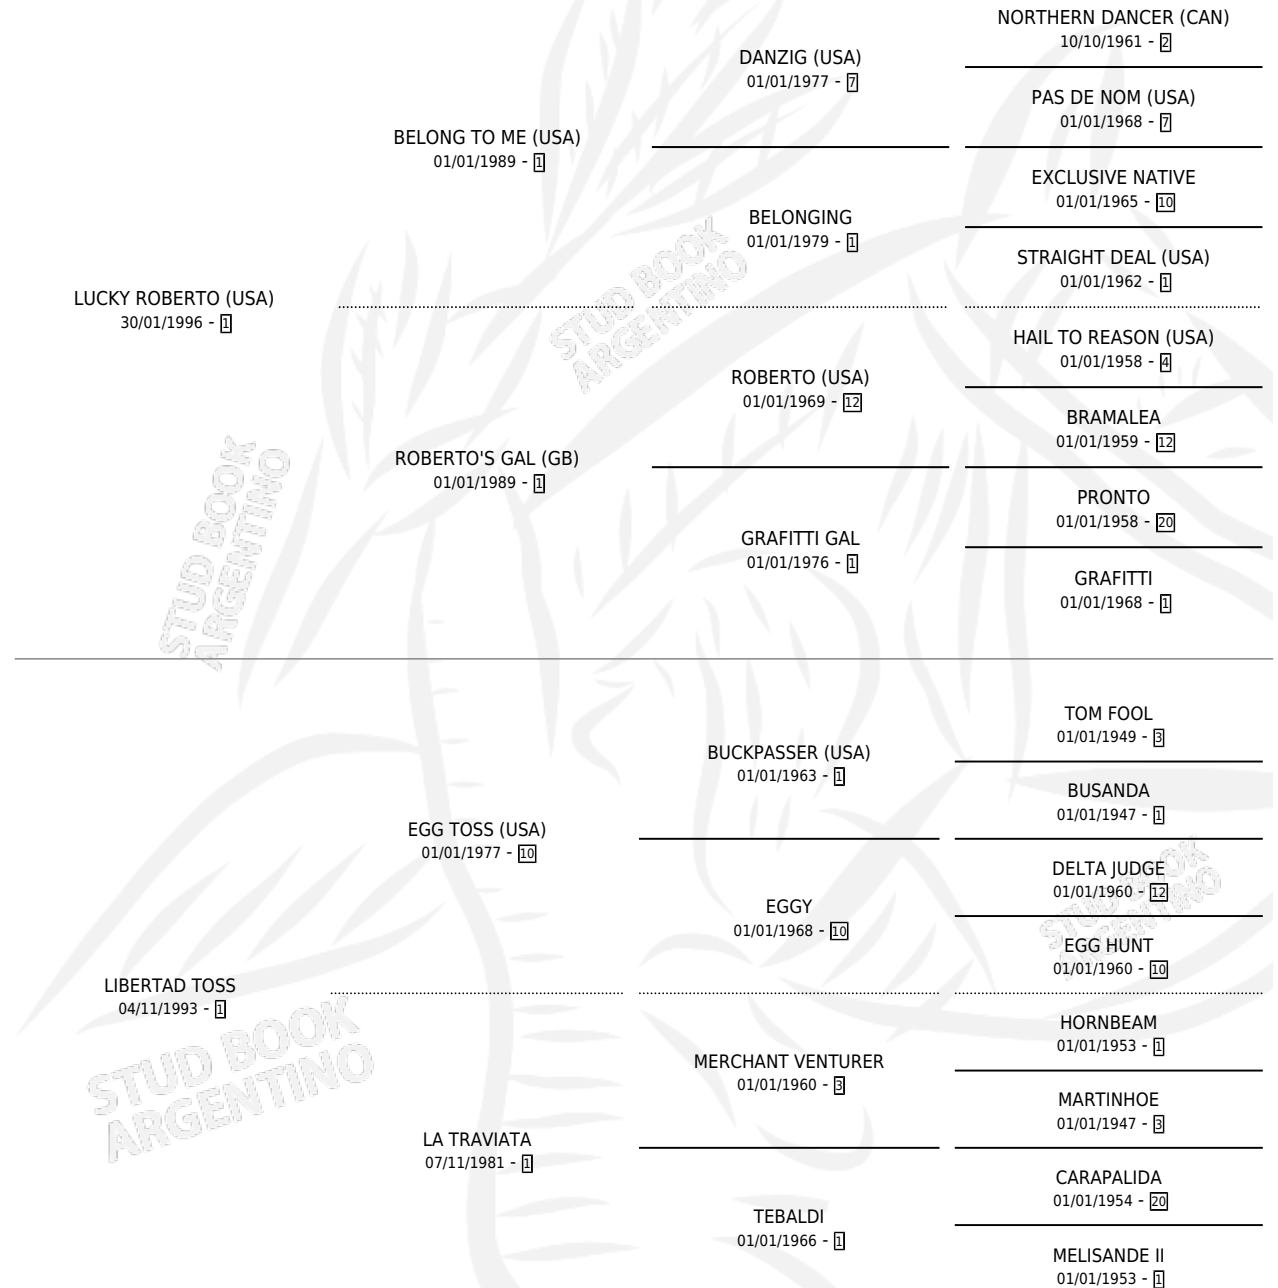 NORTHERN DANCER (CAN)
10/10/1961 - 2
DANZIG (USA)
01/01/1977 - 7
PAS DE NOM (USA)
01/01/1968 - 7
BELONG TO ME (USA)
01/01/1989 - 1
EXCLUSIVE NATIVE
01/01/1965 - 10
BELONGING
01/01/1979 - 1
STRAIGHT DEAL (USA)
01/01/1962 - 1
LUCKY ROBERTO (USA)
30/01/1996 - 1
HAIL TO REASON (USA)
01/01/1958 - 4
ROBERTO (USA)
01/01/1969 - 12
BRAMALEA
01/01/1959 - 12
ROBERTO'S GAL (GB)
01/01/1989 - 1
PRONTO
01/01/1958 - 20
GRAFITTI GAL
01/01/1976 - 1
GRAFITTI
01/01/1968 - 1
STUD BOOK
ARGENTINO
STUD BOOK
ARGENTINO
TOM FOOL
01/01/1949 - 3
BUCKPASSER (USA)
01/01/1963 - 1
BUSANDA
01/01/1947 - 1
EGG TOSS (USA)
01/01/1977 - 10
DELTA JUDGE
01/01/1960 - 12
EGGY
01/01/1968 - 10
EGG HUNT
01/01/1960 - 10
LIBERTAD TOSS
04/11/1993 - 1
HORNBEAM
01/01/1953 - 1
MERCHANT VENTURER
01/01/1960 - 3
MARTINHOE
01/01/1947 - 3
LA TRAVIATA
07/11/1981 - 1
CARAPALIDA
01/01/1954 - 20
TEBALDI
01/01/1966 - 1
MELISANDE II
01/01/1953 - 1
STUD BOOK
ARGENTINO
STUD BOOK
ARGENTINO